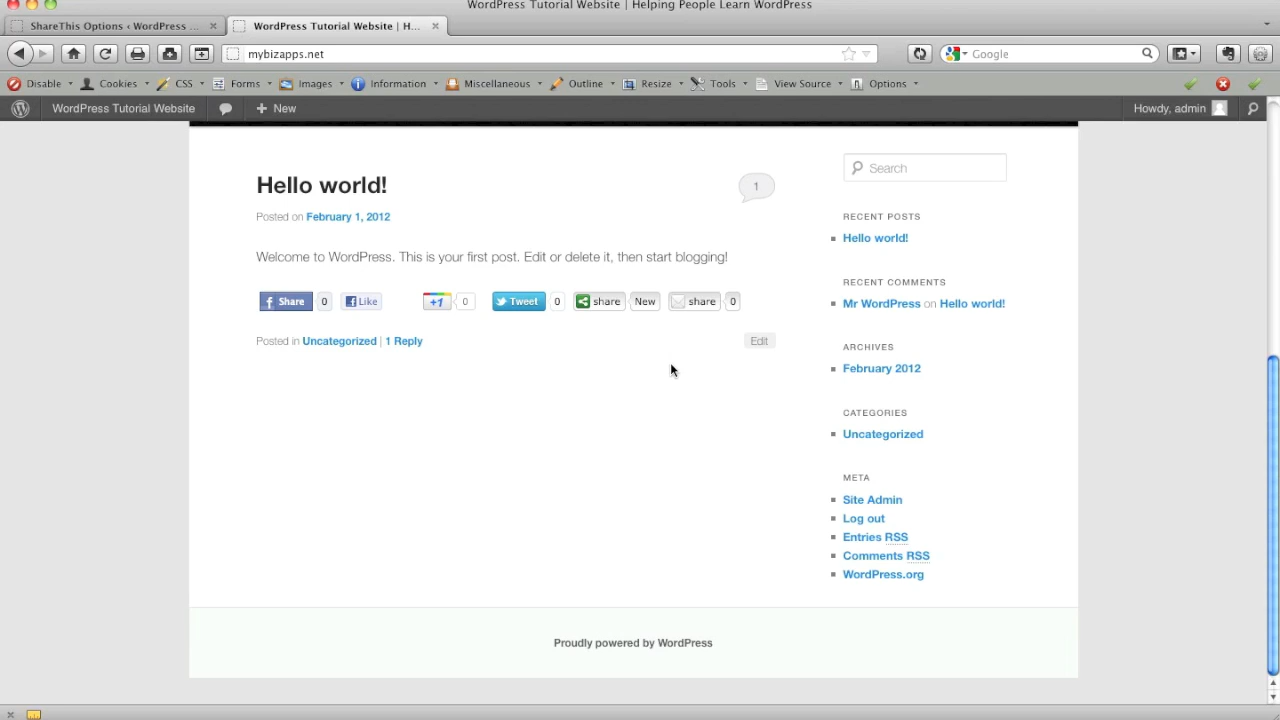 WordPress Tutorial Website | Helping People Learn WordPress
ShareThis Options ‹ WordPress ...
WordPress Tutorial Website | H...
mybizapps.net
Google
Disable Cookies CSS Forms Images Information Miscellaneous Outline Resize Tools View Source Options
WordPress Tutorial Website + New Howdy, admin
Hello world!
1
Posted on February 1, 2012
Welcome to WordPress. This is your first post. Edit or delete it, then start blogging!
Share 0 Like +1 0 Tweet 0 share New share 0
Posted in Uncategorized | 1 Reply Edit
Search
RECENT POSTS
Hello world!
RECENT COMMENTS
Mr WordPress on Hello world!
ARCHIVES
February 2012
CATEGORIES
Uncategorized
META
Site Admin
Log out
Entries RSS
Comments RSS
WordPress.org
Proudly powered by WordPress